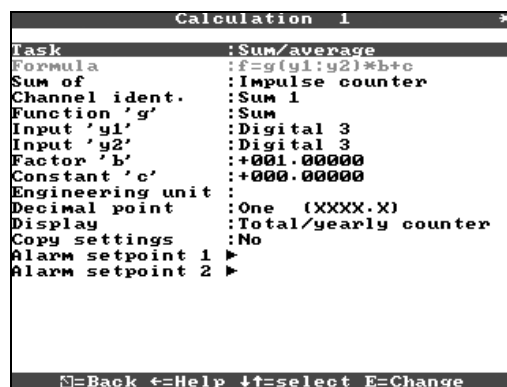 Calculation 1 *
Task :Sum/average
Formula :f=g(y1:y2)*b+c
Sum of :Impulse counter
Channel ident. :Sum 1
Function 'g' :Sum
Input 'y1' :Digital 3
Input 'y2' :Digital 3
Factor 'b' :+001.00000
Constant 'c' :+000.00000
Engineering unit :
Decimal point :One (XXXX.X)
Display :Total/yearly counter
Copy settings :No
Alarm setpoint 1 ►
Alarm setpoint 2 ►
=Back ←=Help ↓↑=select E=Change